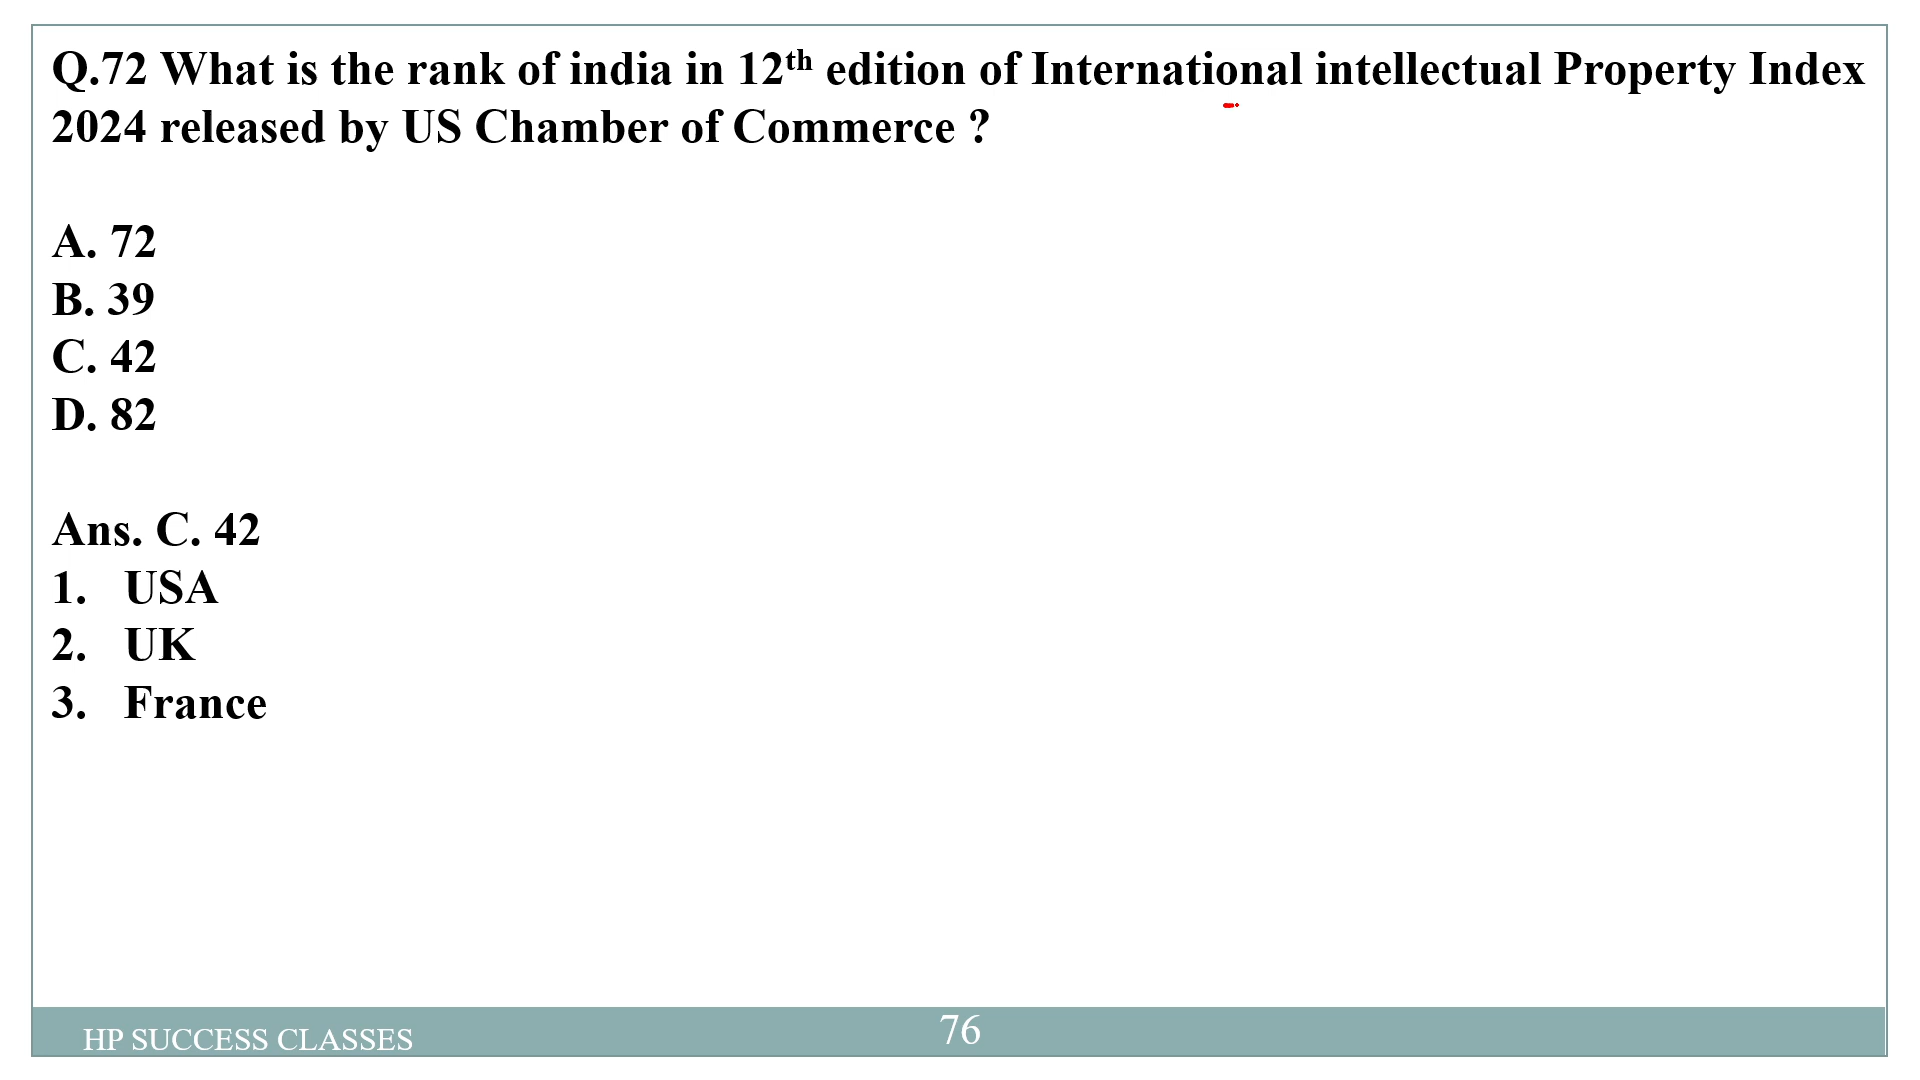 Q.72 What is the rank of india in 12th edition of International intellectual Property Index
2024 released by US Chamber of Commerce ?
A. 72
B. 39
C. 42
D. 82
Ans. C. 42
1. USA
2. UK
3. France
HP SUCCESS CLASSES
76